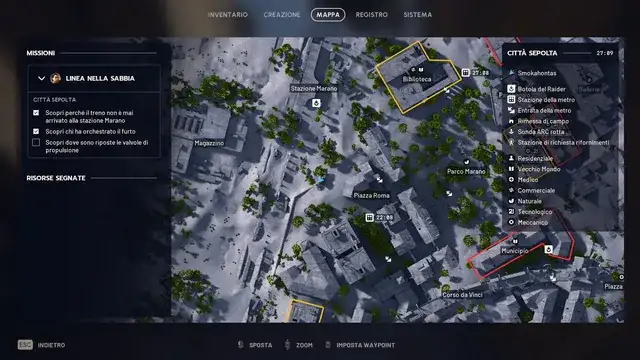 INVENTARIO
CREAZIONE
MAPPA
REGISTRO
SISTEMA
MISSIONI
LINEA NELLA SABBIA
CITTÀ SEPOLTA
Scopri perché il treno non è mai
arrivato alla stazione Marano
Scopri chi ha orchestrato il furto
Scopri dove sono riposte le valvole di
propulsione
RISORSE SEGNATE
Biblioteca
27:08
Stazione Marano
Magazzino
Parco Marano
Piazza Roma
22:08
Municipio
Corso da Vinci
Piazza
CITTÀ SEPOLTA
27:09
Smokahontas
Botola del Raider
Stazione della metro
Entrata della metro
Rimessa di campo
Sonda ARC rotta
Stazione di richiesta rifornimenti
Residenziale
Vecchio Mondo
Medico
Commerciale
Naturale
Tecnologico
Meccanico
ESC INDIETRO
SPOSTA
ZOOM
IMPOSTA WAYPOINT